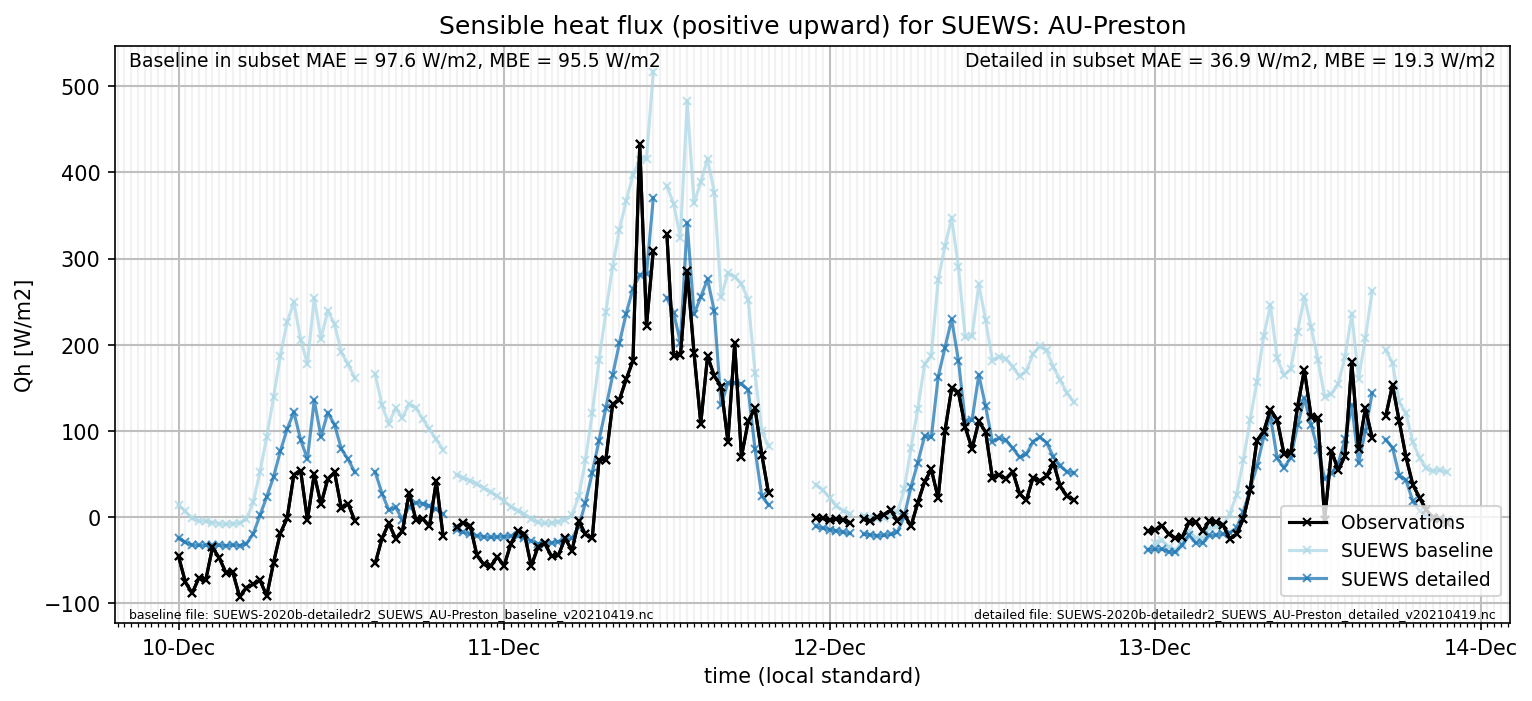 Sensible heat flux (positive upward) for SUEWS: AU-Preston
Baseline in subset MAE = 97.6 W/m2, MBE = 95.5 W/m2
Detailed in subset MAE = 36.9 W/m2, MBE = 19.3 W/m2
500
400
300
200
100
0
−100
Qh [W/m2]
Observations
SUEWS baseline
SUEWS detailed
baseline file: SUEWS-2020b-detailedr2_SUEWS_AU-Preston_baseline_v20210419.nc
detailed file: SUEWS-2020b-detailedr2_SUEWS_AU-Preston_detailed_v20210419.nc
10-Dec
11-Dec
12-Dec
13-Dec
14-Dec
time (local standard)